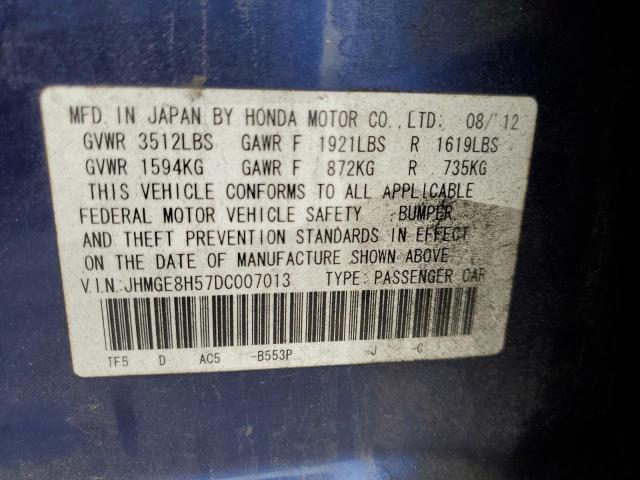 MFD. IN JAPAN BY HONDA MOTOR CO., LTD. 08/'12
GVWR 3512LBS GAWR F 1921LBS R 1619LBS
GVWR 1594KG GAWR F 872KG R 735KG
THIS VEHICLE CONFORMS TO ALL APPLICABLE
FEDERAL MOTOR VEHICLE SAFETY, BUMPER,
AND THEFT PREVENTION STANDARDS IN EFFECT
ON THE DATE OF MANUFACTURE SHOWN ABOVE.
V.I.N.:JHMGE8H57DC007013 TYPE: PASSENGER CAR
TF5 D AC5 -B553P -J -C